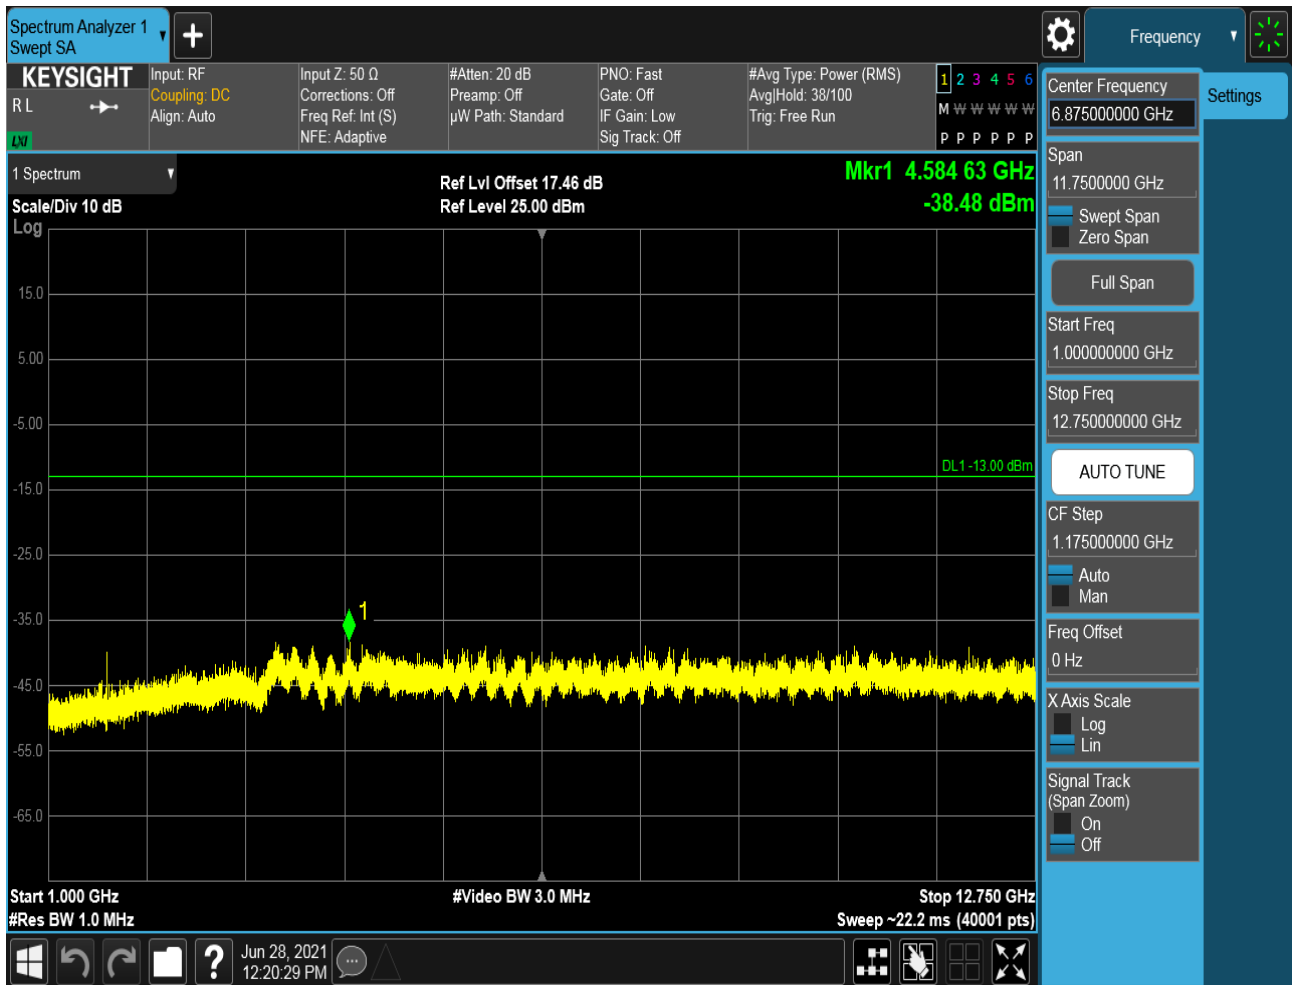 Spectrum Analyzer 1
Swept SA
Frequency
KEYSIGHT
R L
LXI
Input: RF
Coupling: DC
Align: Auto
Input Z: 50 Ω
Corrections: Off
Freq Ref: Int (S)
NFE: Adaptive
#Atten: 20 dB
Preamp: Off
µW Path: Standard
PNO: Fast
Gate: Off
IF Gain: Low
Sig Track: Off
#Avg Type: Power (RMS)
Avg|Hold: 38/100
Trig: Free Run
1 2 3 4 5 6
M W W W W W
P P P P P P
1 Spectrum
Scale/Div 10 dB
Log
Ref Lvl Offset 17.46 dB
Ref Level 25.00 dBm
Mkr1 4.584 63 GHz
-38.48 dBm
15.0
5.00
-5.00
DL1 -13.00 dBm
-15.0
-25.0
1
-35.0
-45.0
-55.0
-65.0
Start 1.000 GHz
#Res BW 1.0 MHz
#Video BW 3.0 MHz
Stop 12.750 GHz
Sweep ~22.2 ms (40001 pts)
?
Jun 28, 2021
12:20:29 PM
Center Frequency
6.875000000 GHz
Settings
Span
11.7500000 GHz
Swept Span
Zero Span
Full Span
Start Freq
1.000000000 GHz
Stop Freq
12.750000000 GHz
AUTO TUNE
CF Step
1.175000000 GHz
Auto
Man
Freq Offset
0 Hz
X Axis Scale
Log
Lin
Signal Track
(Span Zoom)
On
Off